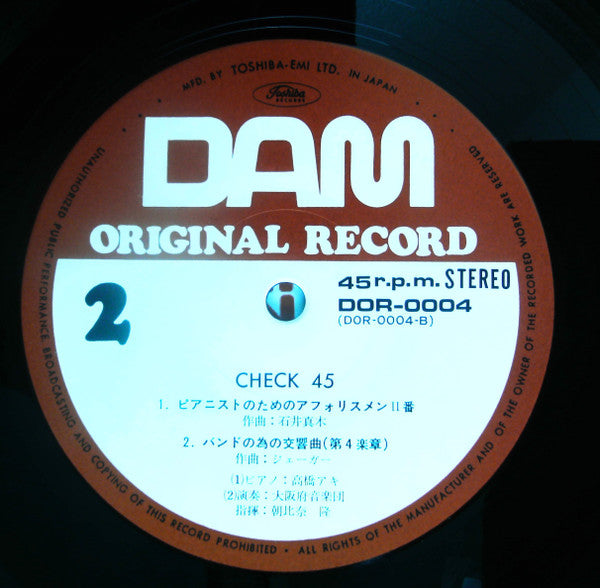 MFD. BY TOSHIBA-EMI LTD. IN JAPAN
Toshiba
RECORDS
DAM
ORIGINAL RECORD
2
45 r.p.m. STEREO
DOR-0004
(DOR-0004-B)
CHECK 45
1. ピアニストのためのアフォリスメンⅡ番
作曲：石井真木
2. バンドの為の交響曲(第4楽章)
作曲：ジェーガー
(1)ピアノ：高橋アキ
(2)演奏：大阪府音楽団
指揮：朝比奈 隆
UNAUTHORIZED PUBLIC PERFORMANCE, BROADCASTING AND COPYING OF THIS RECORD PROHIBITED • ALL RIGHTS OF THE MANUFACTURER AND OF THE OWNER OF THE RECORDED WORK ARE RESERVED